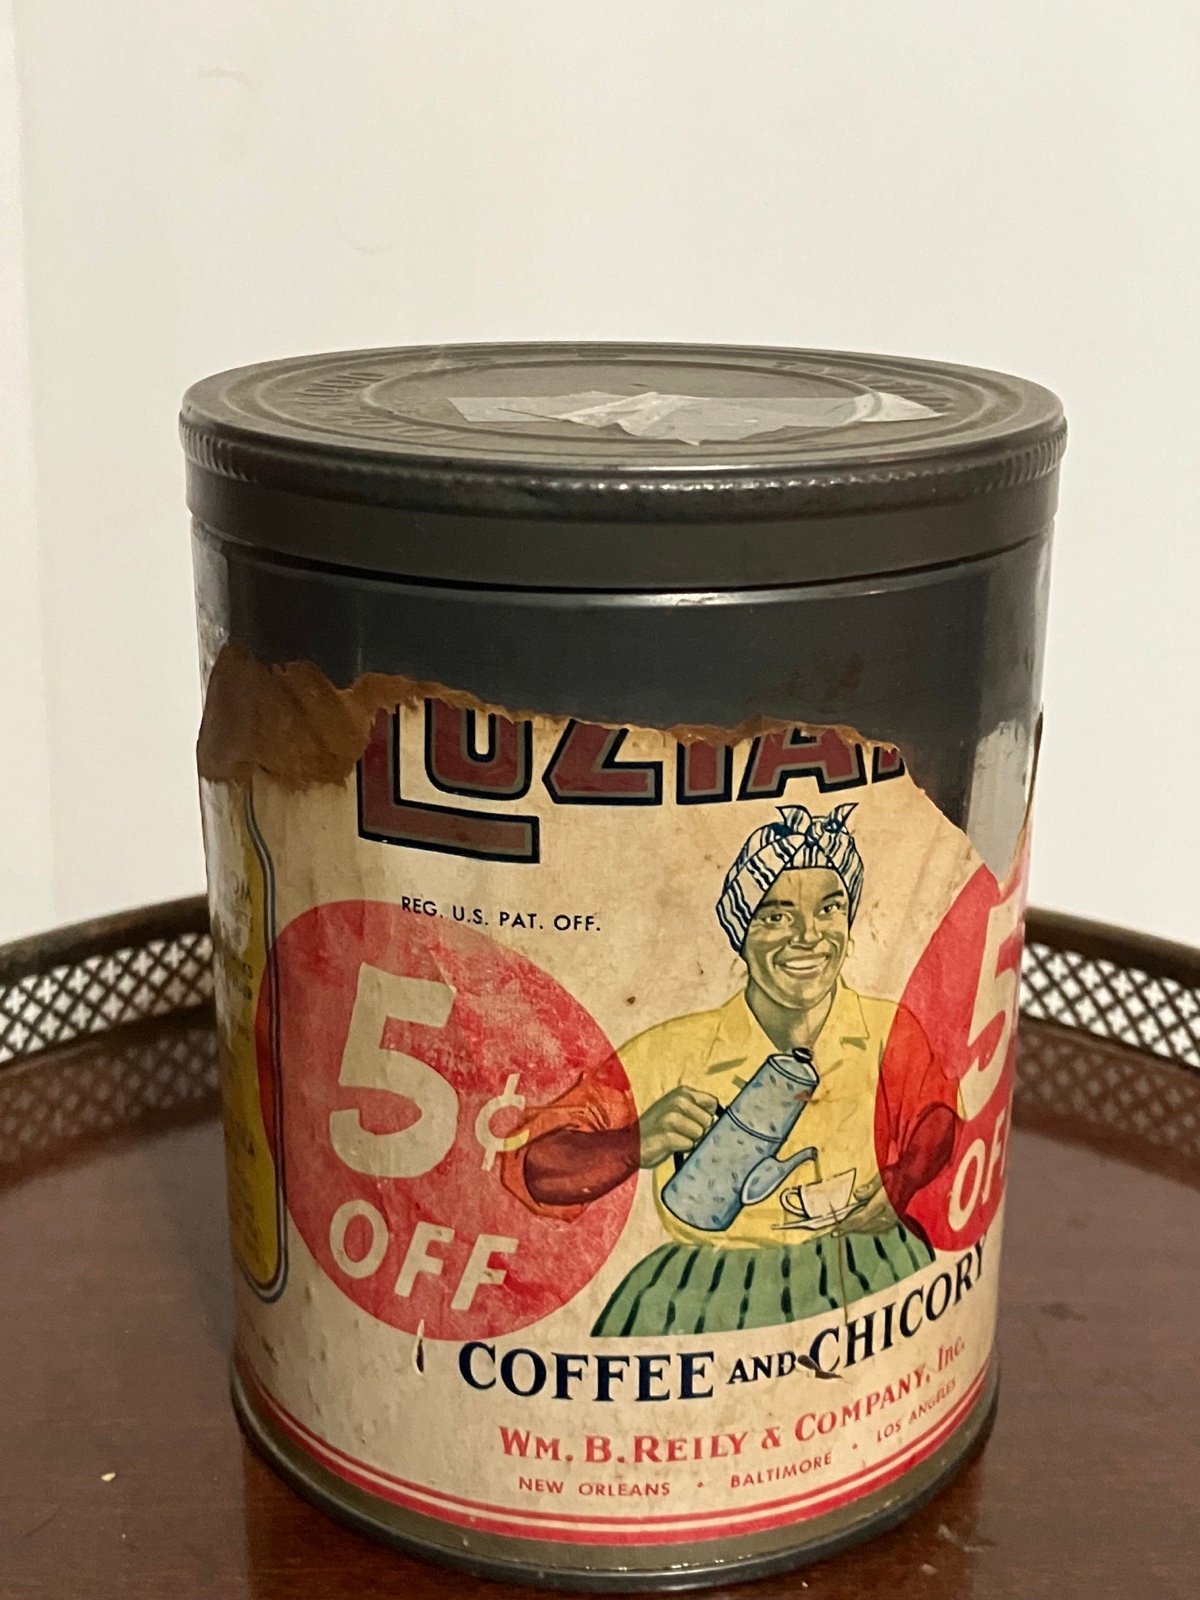 LUZIAN
REG. U.S. PAT. OFF.
5¢
OFF
5
OF
COFFEE AND CHICORY
WM. B. REILY & COMPANY, INC.
NEW ORLEANS • BALTIMORE • LOS ANGELES